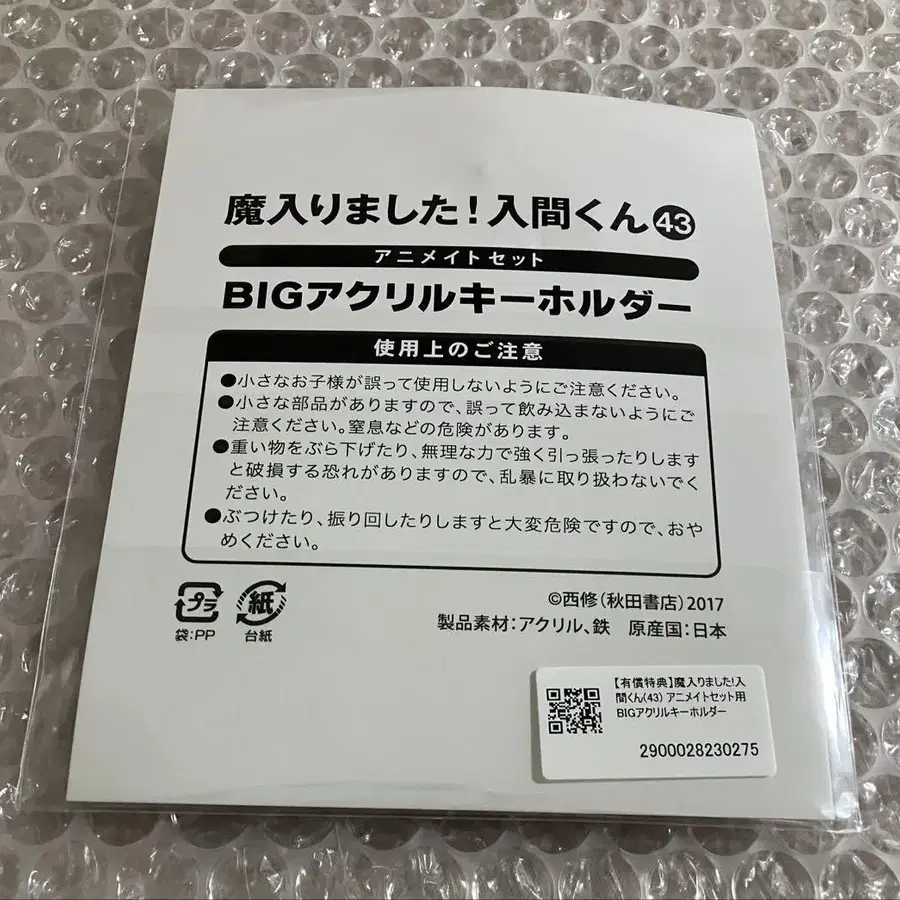 魔入りました!入間くん43
アニメイトセット
BIGアクリルキーホルダー
使用上のご注意
●小さなお子様が誤って使用しないようにご注意ください。
●小さな部品がありますので、誤って飲み込まないようにご
注意ください。窒息などの危険があります。
●重い物をぶら下げたり、無理な力で強く引っ張ったりします
と破損する恐れがありますので、乱暴に取り扱わないでく
ださい。
●ぶつけたり、振り回したりしますと大変危険ですので、おや
めください。
プラ
袋:PP
紙
台紙
©西修(秋田書店)2017
製品素材:アクリル、鉄 原産国:日本
【有償特典】魔入りました!入
間くん(43) アニメイトセット用
BIGアクリルキーホルダー
2900028230275